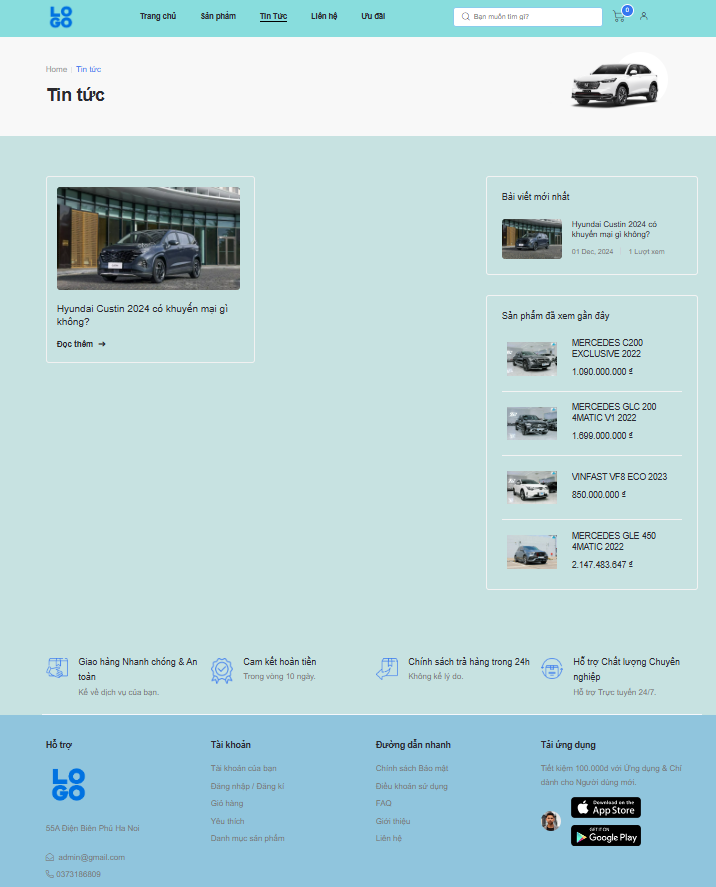 LOGO
Trang chủ
Sản phẩm
Tin Tức
Liên hệ
Ưu đãi
Bạn muốn tìm gì?
0
Home | Tin tức
Tin tức
Hyundai Custin 2024 có khuyến mại gì
không?
Đọc thêm →
Bài viết mới nhất
Hyundai Custin 2024 có
khuyến mại gì không?
01 Dec, 2024
1 Lượt xem
Sản phẩm đã xem gần đây
MERCEDES C200
EXCLUSIVE 2022
1.090.000.000 ₫
MERCEDES GLC 200
4MATIC V1 2022
1.699.000.000 ₫
VINFAST VF8 ECO 2023
850.000.000 ₫
MERCEDES GLE 450
4MATIC 2022
2.147.483.647 ₫
Giao hàng Nhanh chóng & An
toàn
Kể về dịch vụ của bạn.
Cam kết hoàn tiền
Trong vòng 10 ngày.
Chính sách trả hàng trong 24h
Không kể lý do.
Hỗ trợ Chất lượng Chuyên
nghiệp
Hỗ trợ Trực tuyến 24/7.
Hỗ trợ
LOGO
55A Điện Biên Phủ Ha Noi
admin@gmail.com
0373186809
Tài khoản
Tài khoản của bạn
Đăng nhập / Đăng kí
Giỏ hàng
Yêu thích
Danh mục sản phẩm
Đường dẫn nhanh
Chính sách Bảo mật
Điều khoản sử dụng
FAQ
Giới thiệu
Liên hệ
Tải ứng dụng
Tiết kiệm 100.000đ với Ứng dụng & Chỉ
dành cho Người dùng mới.
Download on the
App Store
GET IT ON
Google Play